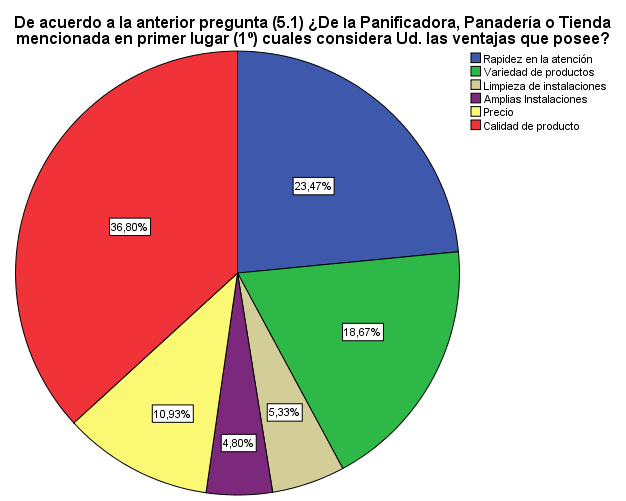 De acuerdo a la anterior pregunta (5.1) ¿De la Panificadora, Panadería o Tienda
mencionada en primer lugar (1º) cuales considera Ud. las ventajas que posee?
Rapidez en la atención
Variedad de productos
Limpieza de instalaciones
Amplias Instalaciones
Precio
Calidad de producto
23,47%
36,80%
18,67%
10,93%
5,33%
4,80%